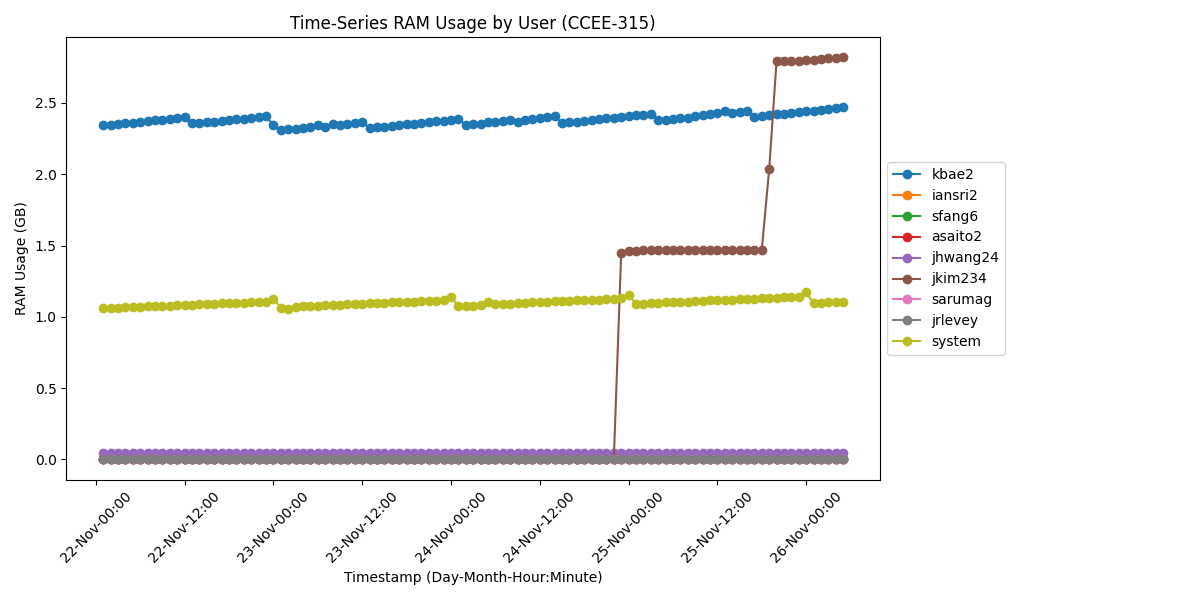 Time-Series RAM Usage by User (CCEE-315)
RAM Usage (GB)
2.5
2.0
1.5
1.0
0.5
0.0
22-Nov-00:00
22-Nov-12:00
23-Nov-00:00
23-Nov-12:00
24-Nov-00:00
24-Nov-12:00
25-Nov-00:00
25-Nov-12:00
26-Nov-00:00
Timestamp (Day-Month-Hour:Minute)
kbae2
iansri2
sfang6
asaito2
jhwang24
jkim234
sarumag
jrlevey
system